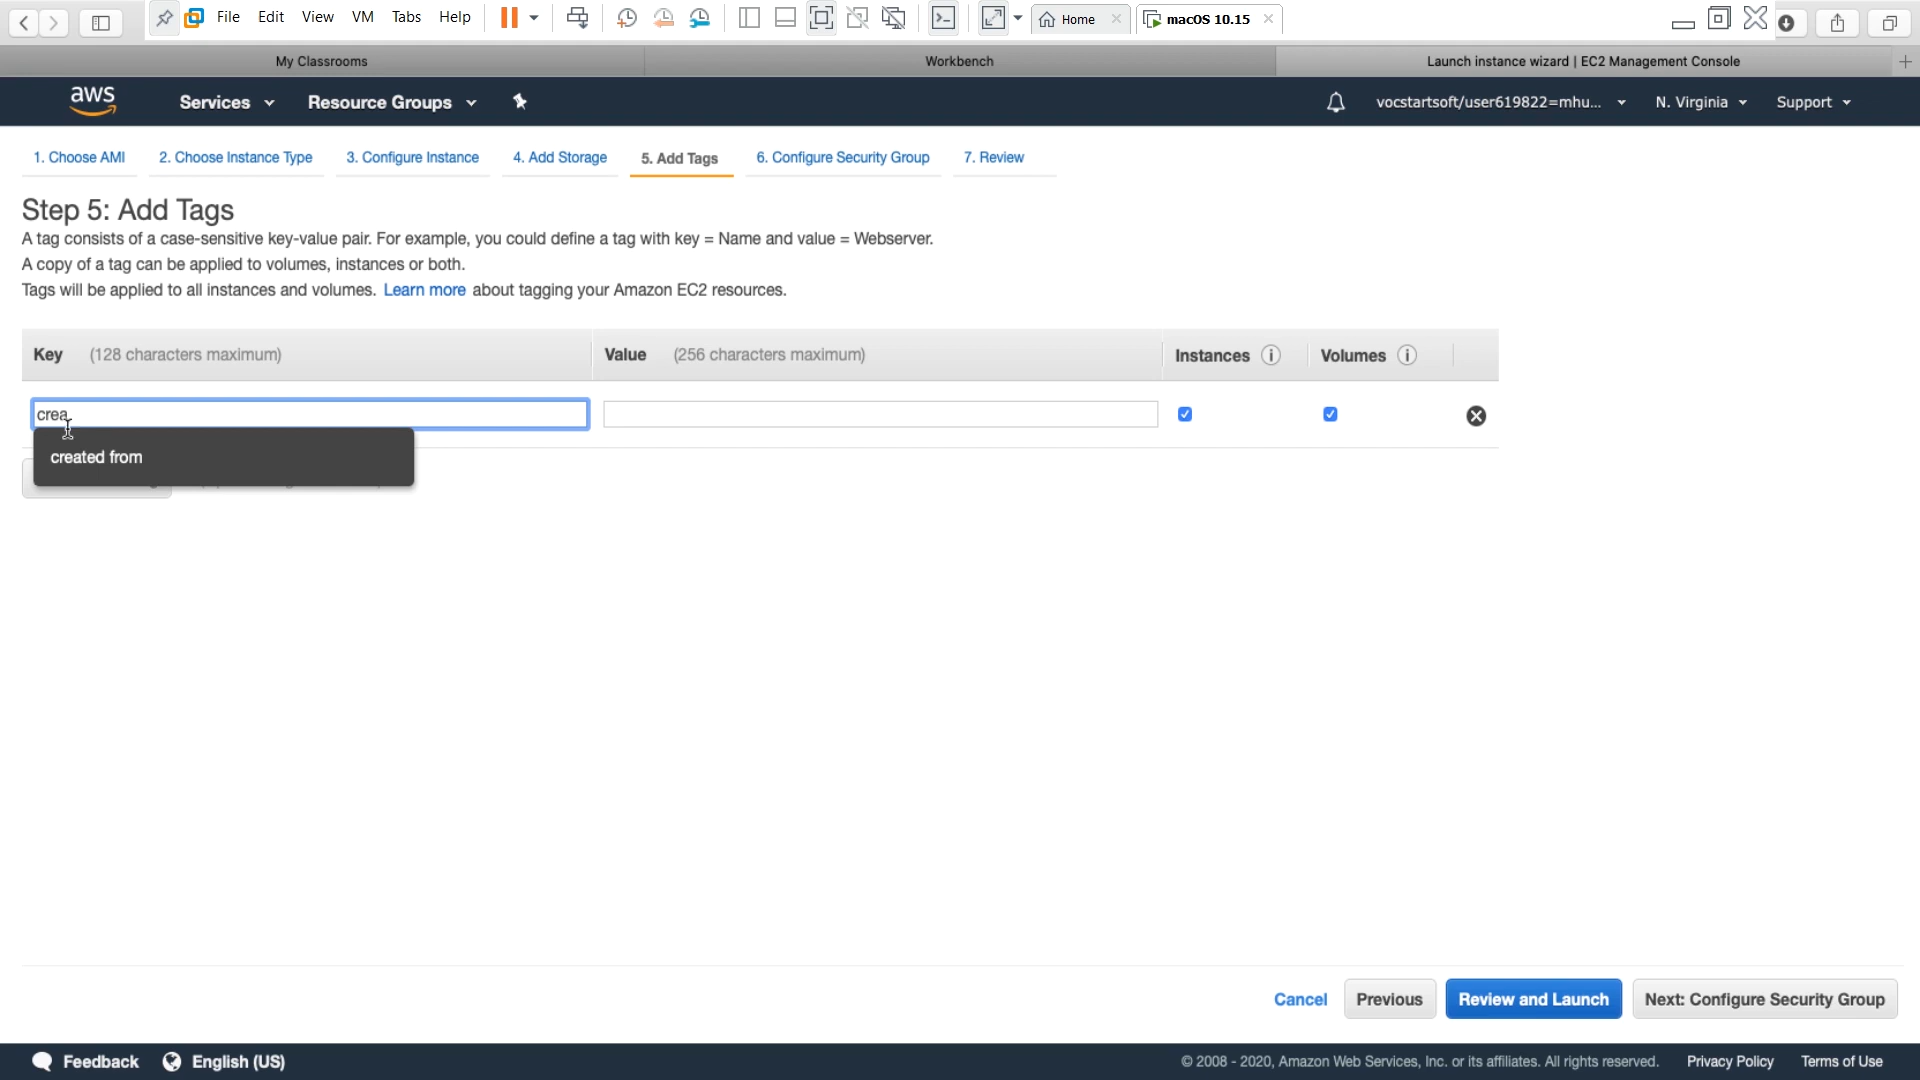 File Edit View VM Tabs Help
Home
macOS 10.15
My Classrooms
Workbench
Launch instance wizard | EC2 Management Console
aws
Services
Resource Groups
vocstartsoft/user619822=mhu...
N. Virginia
Support
1. Choose AMI
2. Choose Instance Type
3. Configure Instance
4. Add Storage
5. Add Tags
6. Configure Security Group
7. Review
Step 5: Add Tags
A tag consists of a case-sensitive key-value pair. For example, you could define a tag with key = Name and value = Webserver.
A copy of a tag can be applied to volumes, instances or both.
Tags will be applied to all instances and volumes. Learn more about tagging your Amazon EC2 resources.
Key (128 characters maximum)
Value (256 characters maximum)
Instances
Volumes
crea
created from
Cancel
Previous
Review and Launch
Next: Configure Security Group
Feedback
English (US)
© 2008 - 2020, Amazon Web Services, Inc. or its affiliates. All rights reserved.
Privacy Policy
Terms of Use